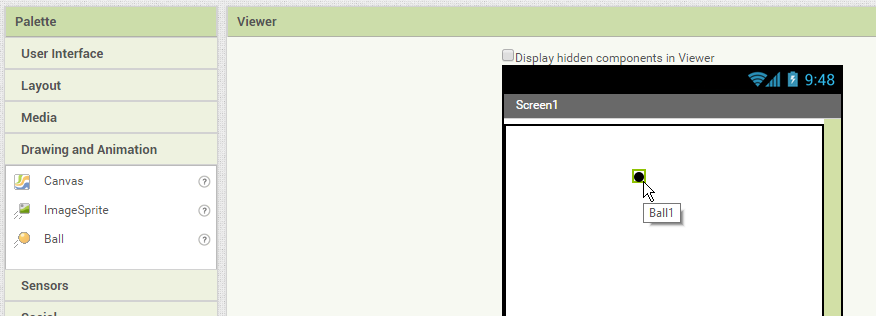 Palette
User Interface
Layout
Media
Drawing and Animation
Canvas ?
ImageSprite ?
Ball ?
Sensors
Social
Viewer
Display hidden components in Viewer
9:48
Screen1
Ball1